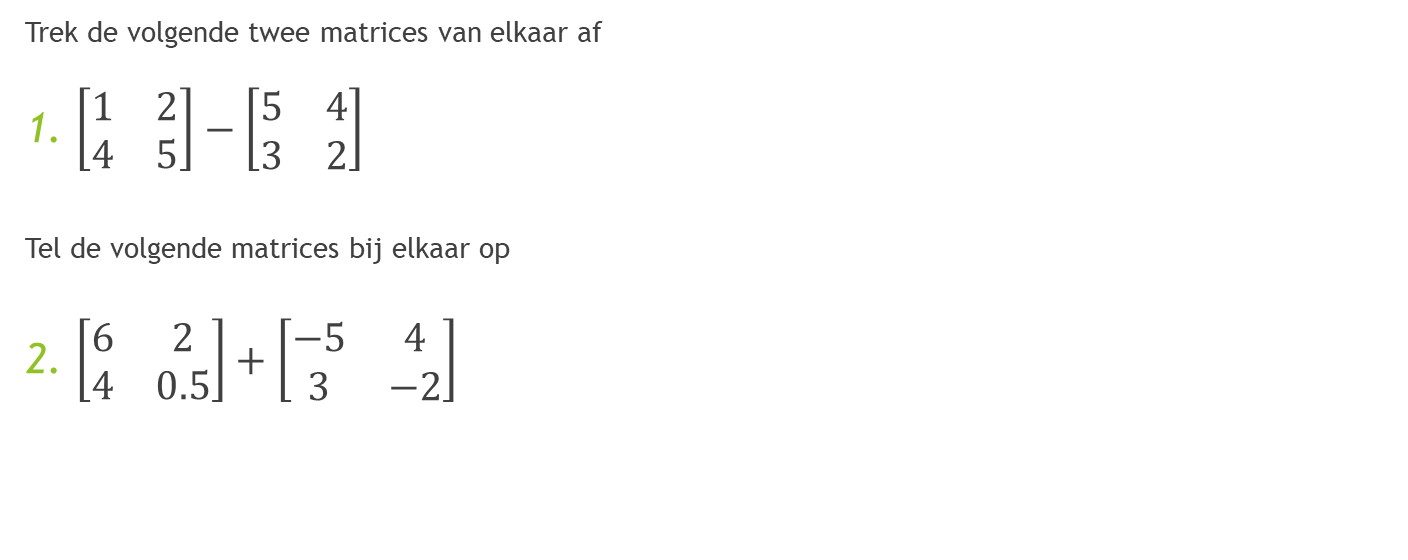 Trek de volgende twee matrices van elkaar af
1. [1 2; 4 5] − [5 4; 3 2]
Tel de volgende matrices bij elkaar op
2. [6 2; 4 0.5] + [−5 4; 3 −2]